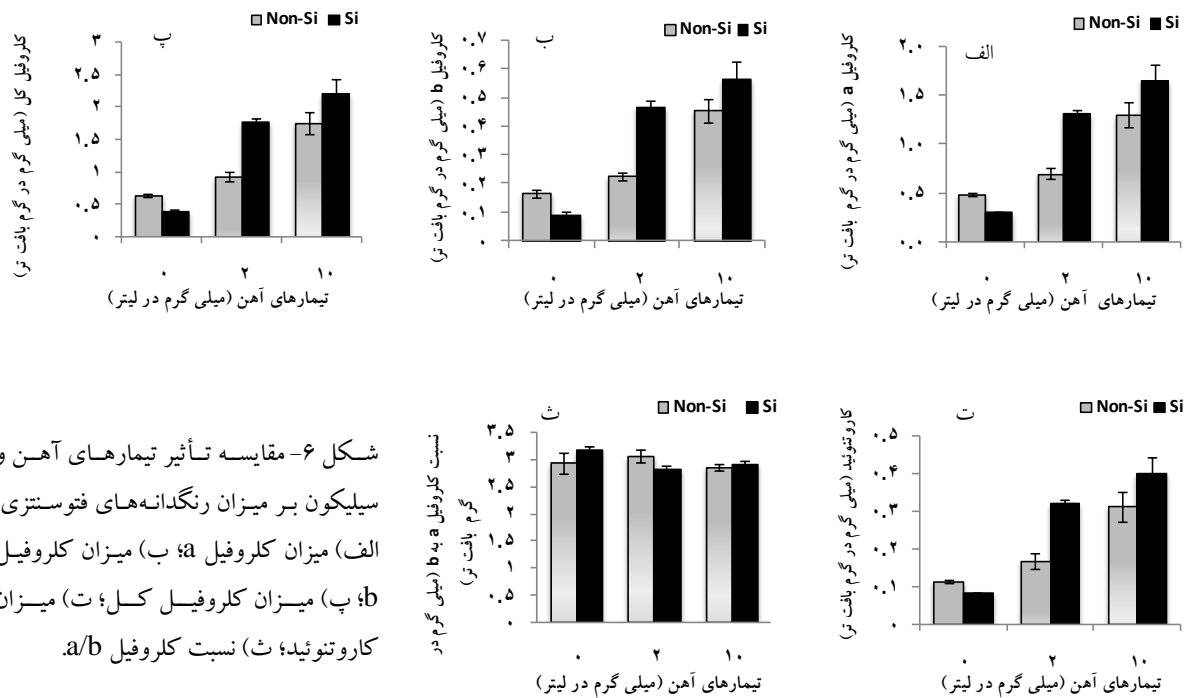 الف
Non-Si Si
کلروفیل a (میلی گرم در گرم بافت تر)
۲.۰
۱.۵
۱.۰
۰.۵
۰.۰
۰ ۲ ۱۰
تیمارهای آهن (میلی گرم در لیتر)
ب
Non-Si Si
کلروفیل b (میلی گرم در گرم بافت تر)
۰.۷
۰.۶
۰.۵
۰.۴
۰.۳
۰.۲
۰.۱
۰
۰ ۲ ۱۰
تیمارهای آهن (میلی گرم در لیتر)
پ
Non-Si Si
کلروفیل کل (میلی گرم در گرم بافت تر)
۳
۲.۵
۲
۱.۵
۱
۰.۵
۰
۰ ۲ ۱۰
تیمارهای آهن (میلی گرم در لیتر)
ت
Non-Si Si
کاروتنوئید (میلی گرم در گرم بافت تر)
۰.۵
۰.۴
۰.۳
۰.۲
۰.۱
۰.۰
۰ ۲ ۱۰
تیمارهای آهن (میلی گرم در لیتر)
ث
Non-Si Si
نسبت کلروفیل a به b (میلی گرم در
گرم بافت تر)
۳.۵
۳
۲.۵
۲
۱.۵
۱
۰.۵
۰
۰ ۲ ۱۰
تیمارهای آهن (میلی گرم در لیتر)
شکل ۶- مقایسه تأثیر تیمارهای آهن و
سیلیکون بر میزان رنگدانه‌های فتوسنتزی
الف) میزان کلروفیل a؛ ب) میزان کلروفیل
b؛ پ) میزان کلروفیل کل؛ ت) میزان
کاروتنوئید؛ ث) نسبت کلروفیل a/b.